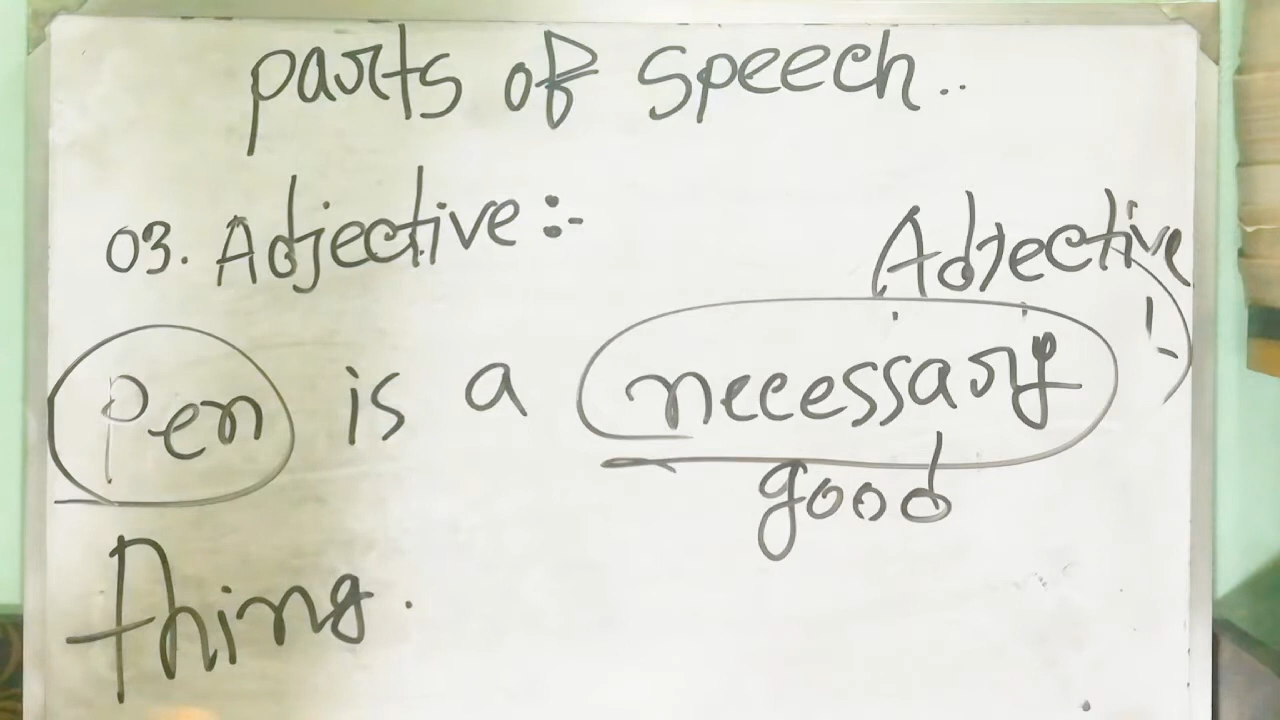 parts of speech..
03. Adjective:-
Adjective
Pen is a necessary
good
thing.